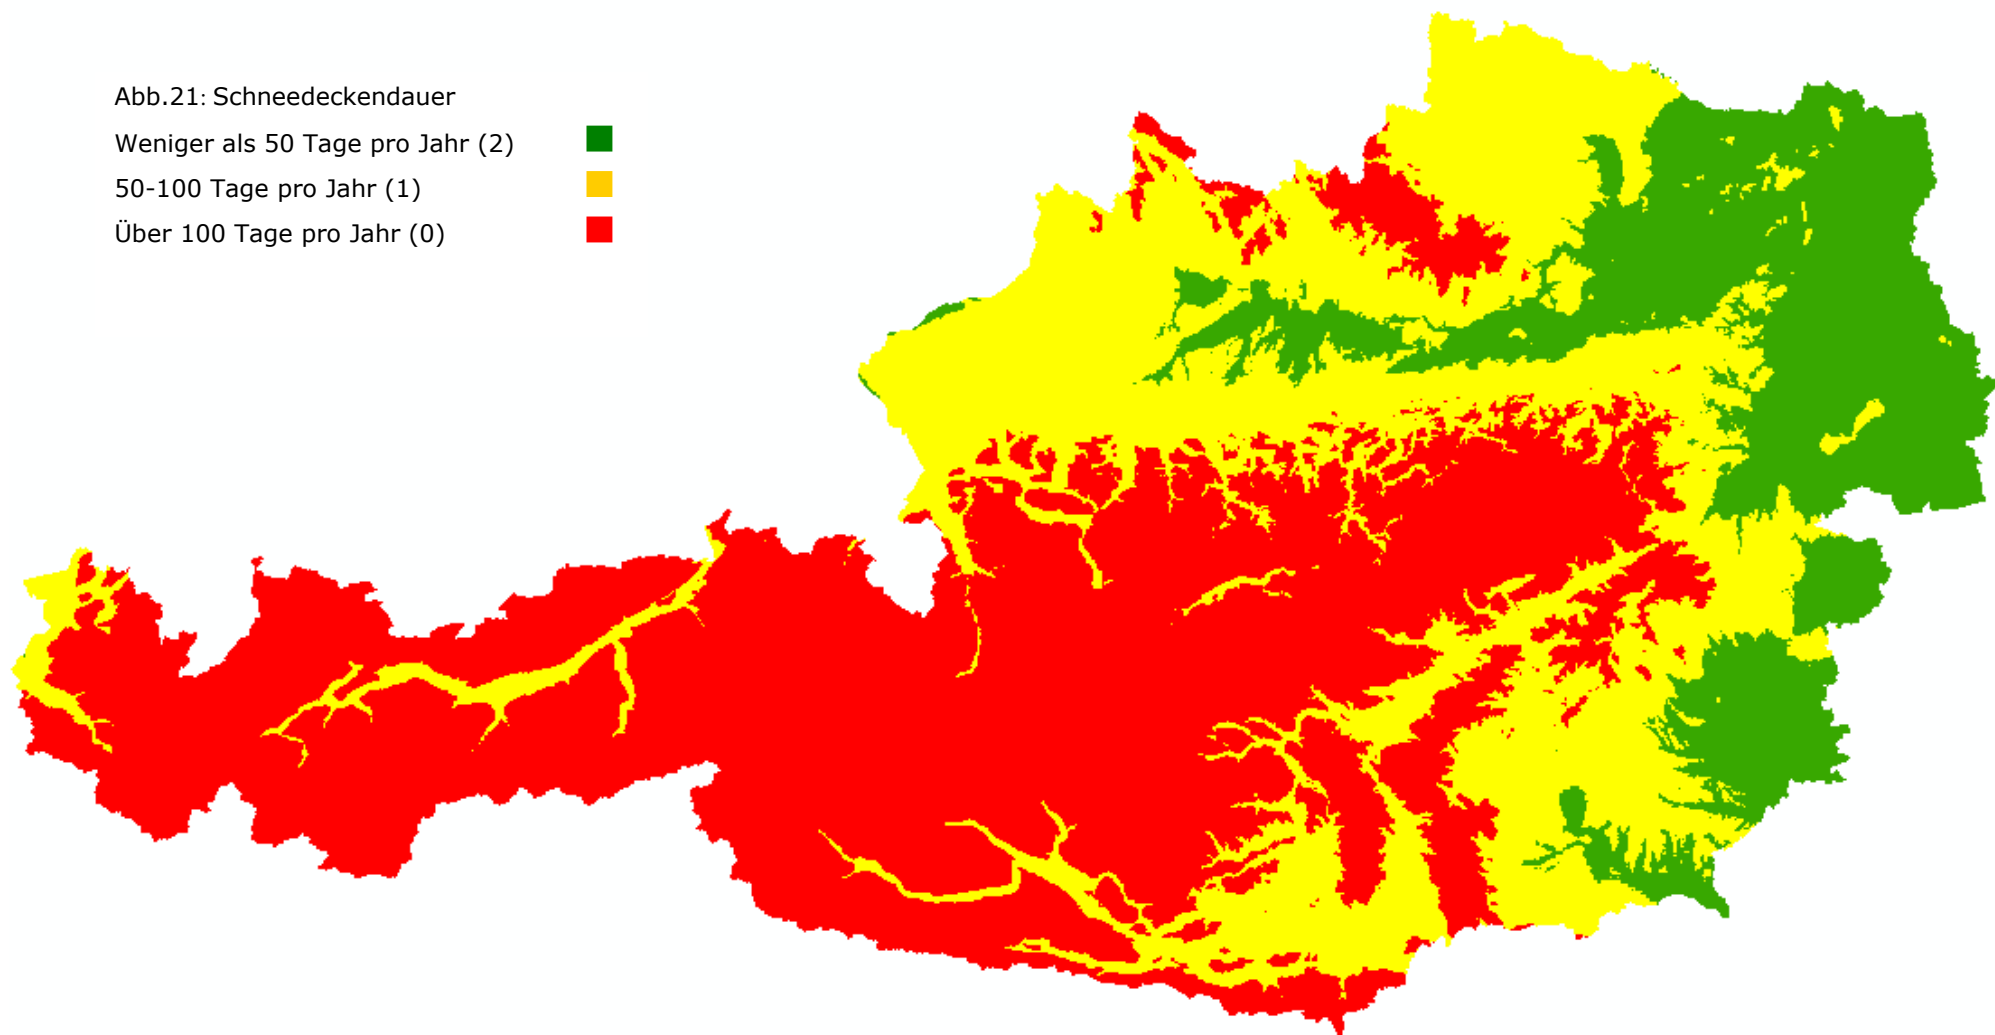 Abb.21: Schneedeckendauer
Weniger als 50 Tage pro Jahr (2)
50-100 Tage pro Jahr (1)
Über 100 Tage pro Jahr (0)